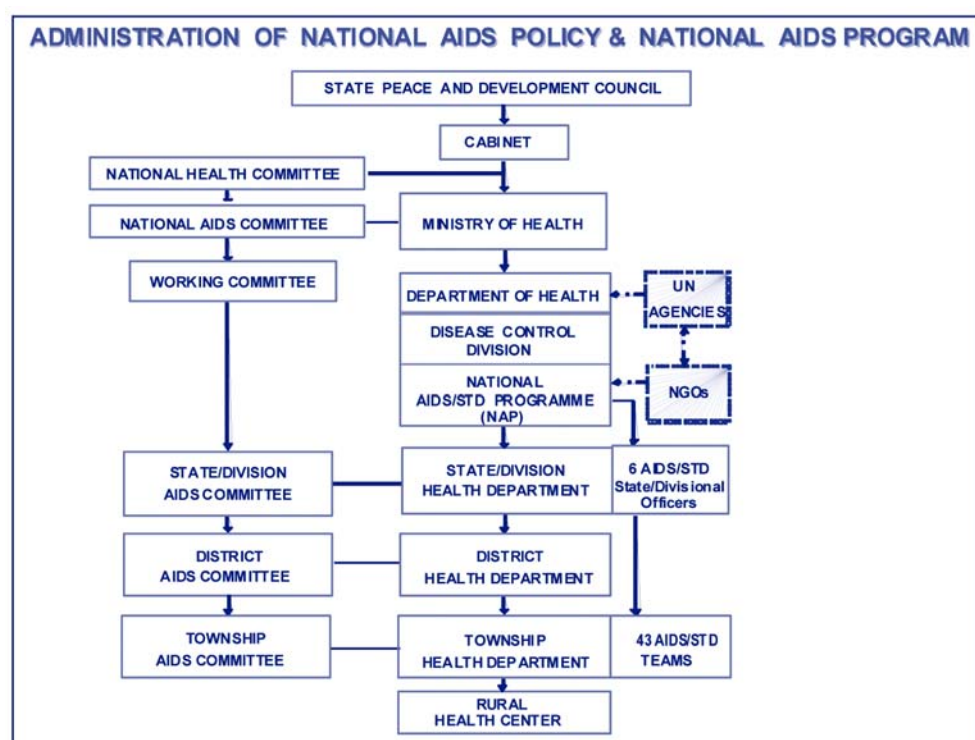 ADMINISTRATION OF NATIONAL AIDS POLICY & NATIONAL AIDS PROGRAM
STATE PEACE AND DEVELOPMENT COUNCIL
CABINET
NATIONAL HEALTH COMMITTEE
NATIONAL AIDS COMMITTEE
MINISTRY OF HEALTH
WORKING COMMITTEE
DEPARTMENT OF HEALTH
UN
AGENCIES
DISEASE CONTROL
DIVISION
NATIONAL
AIDS/STD PROGRAMME
(NAP)
NGOs
STATE/DIVISION
AIDS COMMITTEE
STATE/DIVISION
HEALTH DEPARTMENT
6 AIDS/STD
State/Divisional
Officers
DISTRICT
AIDS COMMITTEE
DISTRICT
HEALTH DEPARTMENT
TOWNSHIP
AIDS COMMITTEE
TOWNSHIP
HEALTH DEPARTMENT
43 AIDS/STD
TEAMS
RURAL
HEALTH CENTER